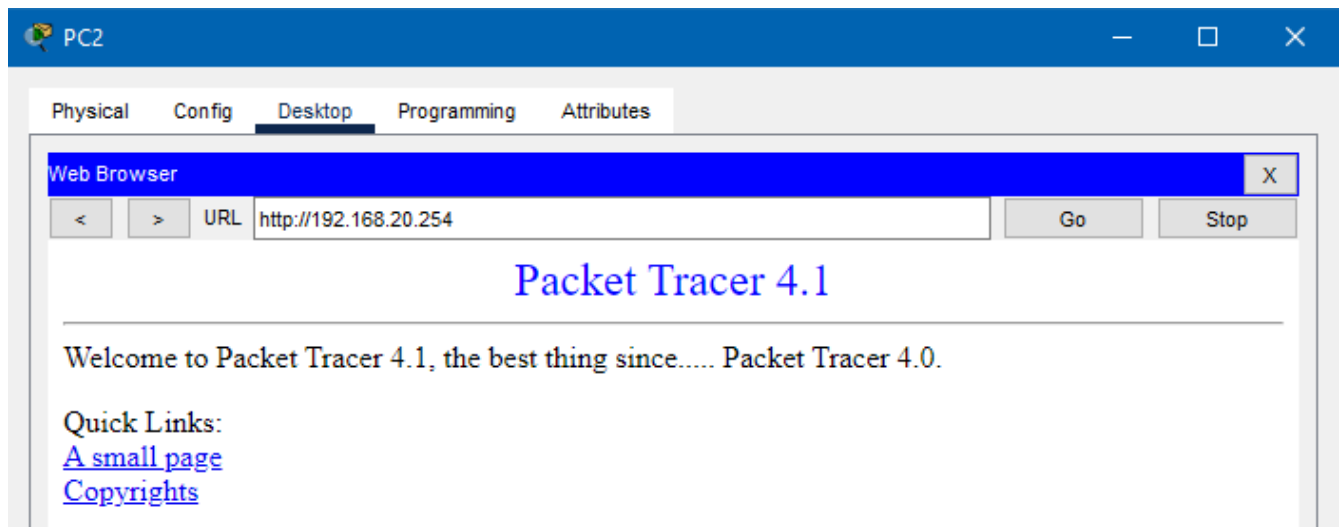 PC2
Physical Config Desktop Programming Attributes
Web Browser X
< > URL http://192.168.20.254 Go Stop
Packet Tracer 4.1
Welcome to Packet Tracer 4.1, the best thing since..... Packet Tracer 4.0.
Quick Links:
A small page
Copyrights